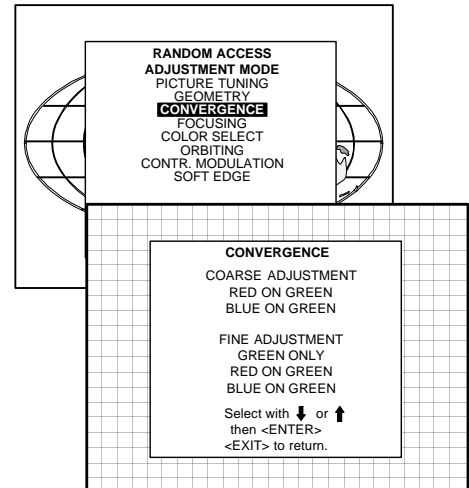 RANDOM ACCESS
ADJUSTMENT MODE
PICTURE TUNING
GEOMETRY
CONVERGENCE
FOCUSING
COLOR SELECT
ORBITING
CONTR. MODULATION
SOFT EDGE
CONVERGENCE
COARSE ADJUSTMENT
RED ON GREEN
BLUE ON GREEN
FINE ADJUSTMENT
GREEN ONLY
RED ON GREEN
BLUE ON GREEN
Select with ⬇ or ⬆
then <ENTER>
<EXIT> to return.